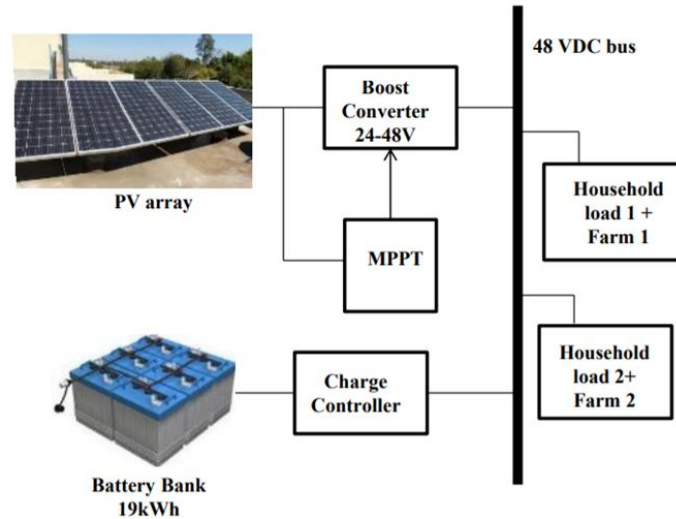 48 VDC bus
Boost
Converter
24-48V
PV array
Household
load 1 +
Farm 1
MPPT
Household
load 2+
Farm 2
Charge
Controller
Battery Bank
19kWh